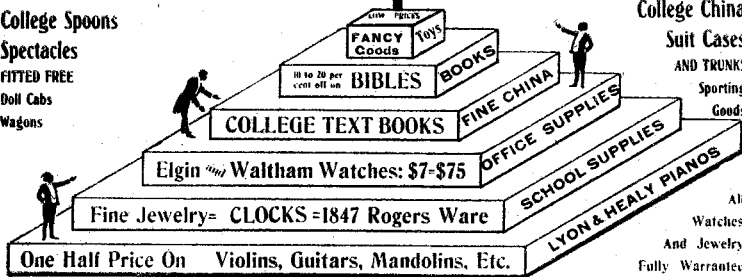 College Spoons
Spectacles
FITTED FREE
Doll Cabs
Wagons
College China
Suit Cases
AND TRUNKS
Sporting
Goods
LOW PRICES
FANCY
Goods
Toys
10 to 20 per
cent off on BIBLES
BOOKS
COLLEGE TEXT BOOKS
FINE CHINA
Elgin and Waltham Watches: $7=$75
OFFICE SUPPLIES
Fine Jewelry= CLOCKS =1847 Rogers Ware
SCHOOL SUPPLIES
One Half Price On Violins, Guitars, Mandolins, Etc.
LYON & HEALY PIANOS
All
Watches
And Jewelry
Fully Warranted